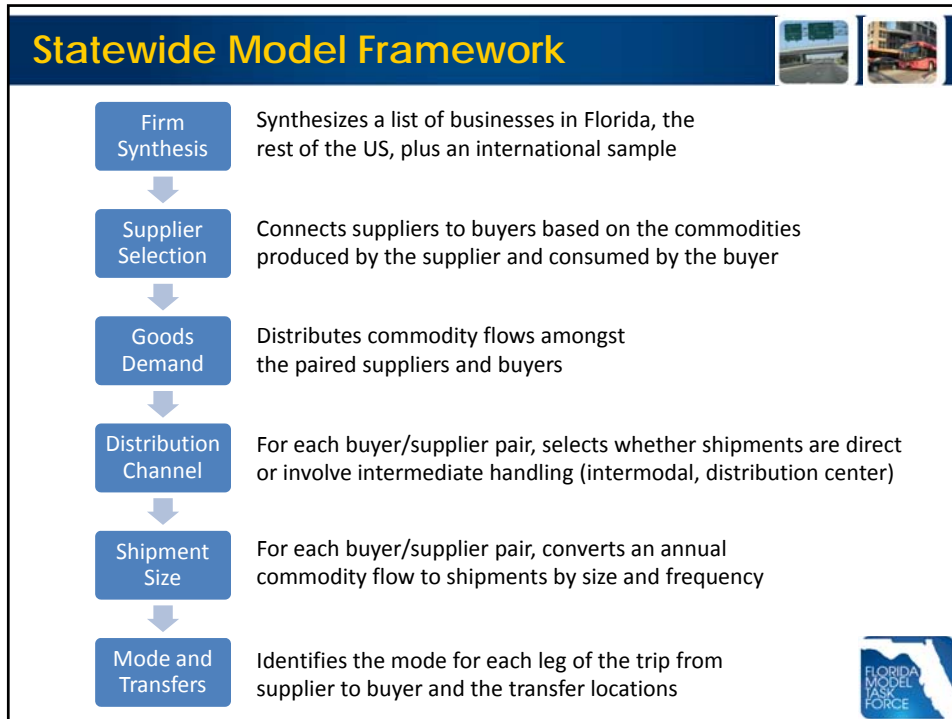 Statewide Model Framework
Firm
Synthesis
Synthesizes a list of businesses in Florida, the
rest of the US, plus an international sample
Supplier
Selection
Connects suppliers to buyers based on the commodities
produced by the supplier and consumed by the buyer
Goods
Demand
Distributes commodity flows amongst
the paired suppliers and buyers
Distribution
Channel
For each buyer/supplier pair, selects whether shipments are direct
or involve intermediate handling (intermodal, distribution center)
Shipment
Size
For each buyer/supplier pair, converts an annual
commodity flow to shipments by size and frequency
Mode and
Transfers
Identifies the mode for each leg of the trip from
supplier to buyer and the transfer locations
FLORIDA
MODEL
TASK
FORCE